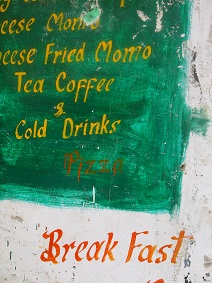 eese Momo
eese Fried Momo
Tea Coffee
&
Cold Drinks
Pizza
Break Fast